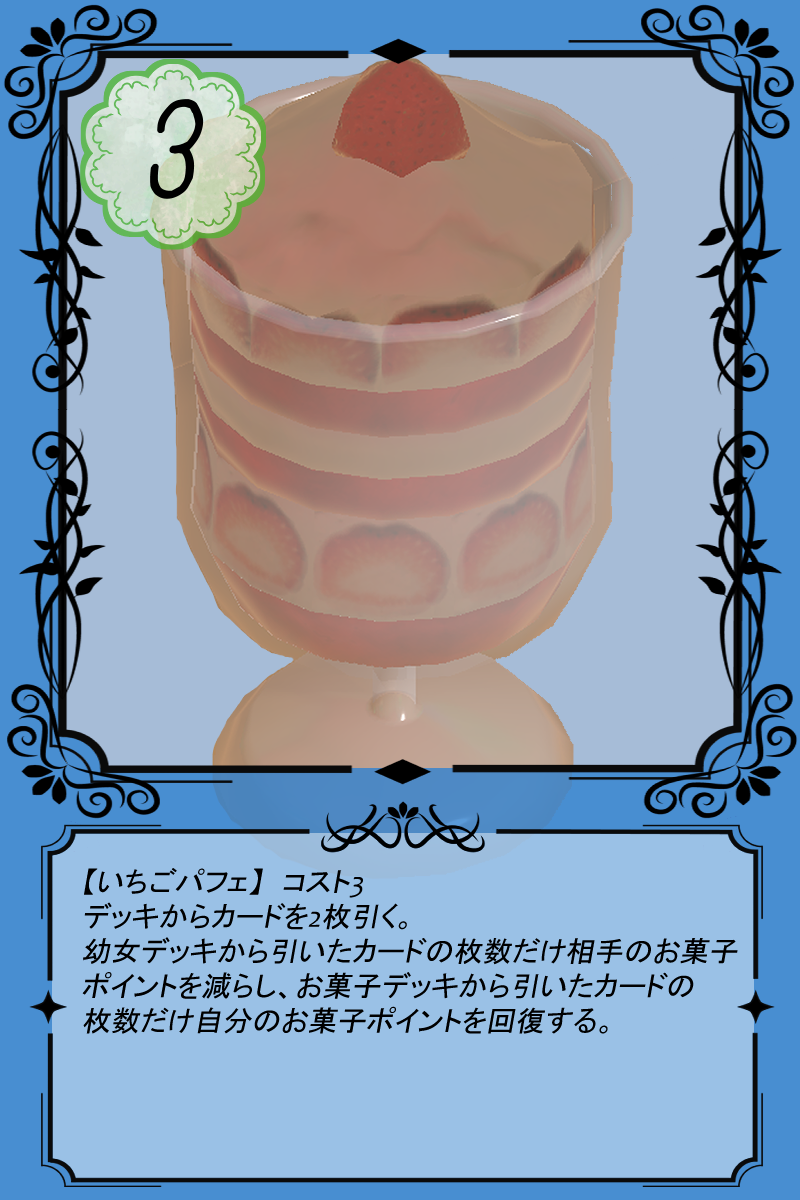 3
【いちごパフェ】 コスト3
デッキからカードを2枚引く。
幼女デッキから引いたカードの枚数だけ相手のお菓子
ポイントを減らし、お菓子デッキから引いたカードの
枚数だけ自分のお菓子ポイントを回復する。